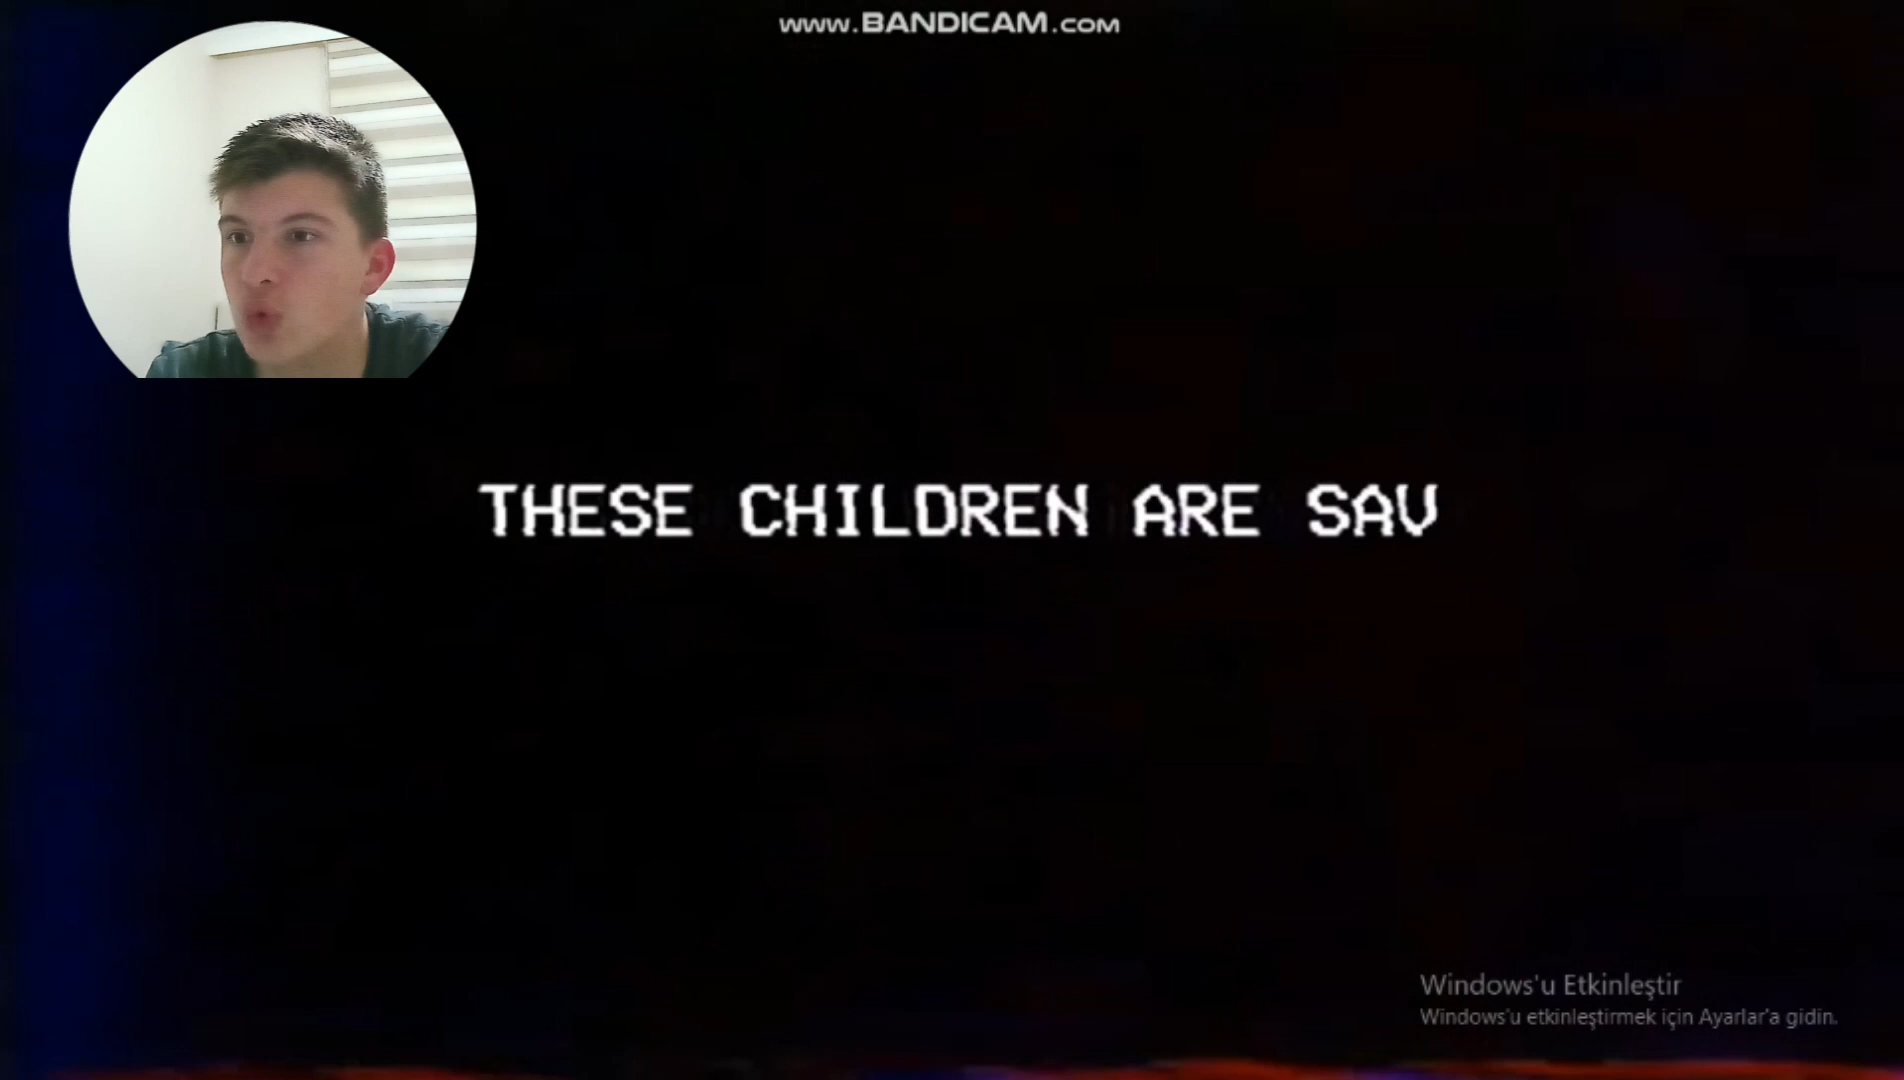 www.BANDICAM.COM
THESE CHILDREN ARE SAV
Windows'u Etkinleştir
Windows'u etkinleştirmek için Ayarlar'a gidin.